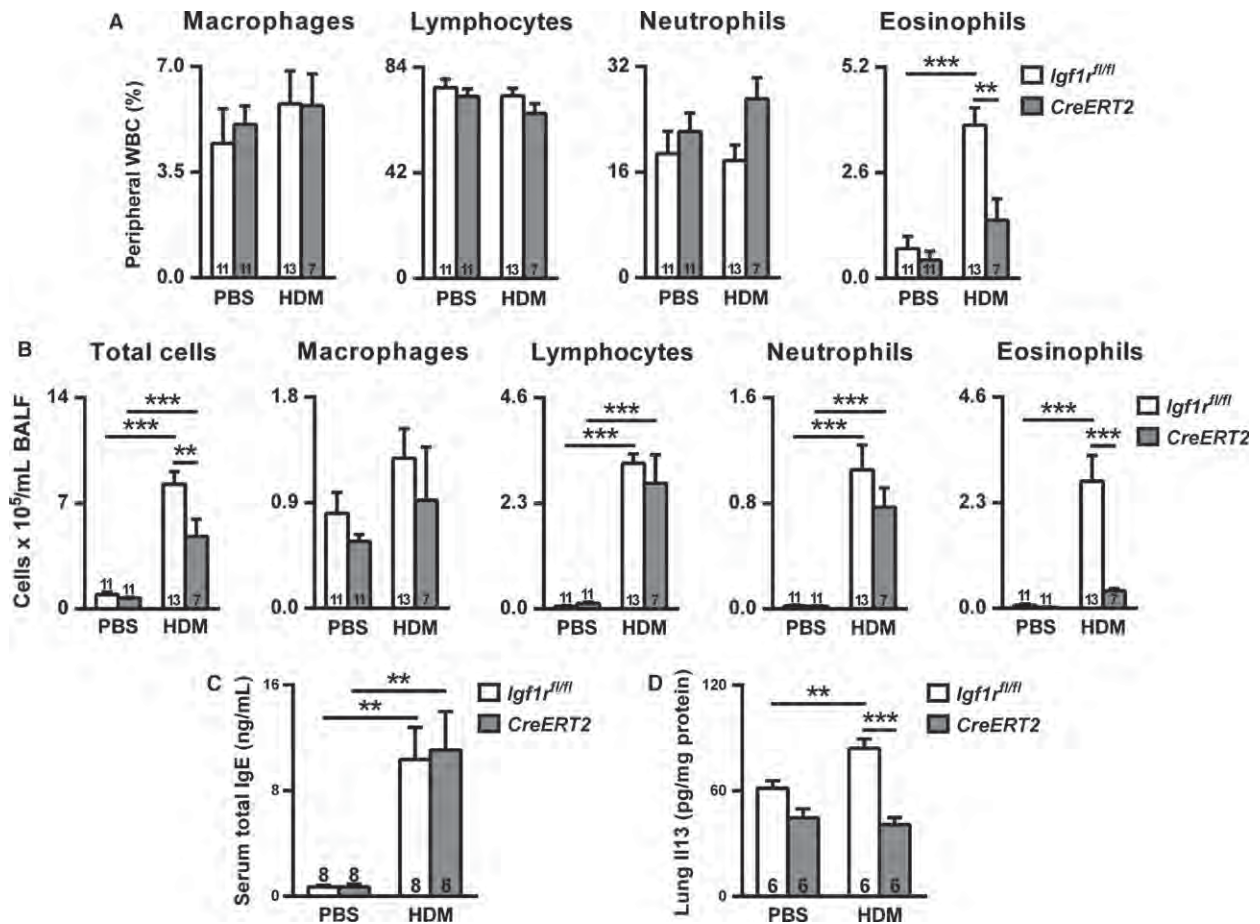 A Macrophages Lymphocytes Neutrophils Eosinophils
Peripheral WBC (%)
7.0 84 32 5.2
*** Igf1r^fl/fl
** CreERT2
3.5 42 16 2.6
11 11 13 7 11 11 13 7 11 11 13 7 11 11 13 7
0.0 0 0 0.0
PBS HDM PBS HDM PBS HDM PBS HDM
B Total cells Macrophages Lymphocytes Neutrophils Eosinophils
Cells x 10⁵/mL BALF
14 1.8 4.6 1.6 4.6
*** *** *** *** Igf1r^fl/fl
*** *** *** *** CreERT2
**
7 0.9 2.3 0.8 2.3
11 11 13 7 11 11 13 7 11 11 13 7 11 11 13 7 11 11 13 7
0 0.0 0.0 0.0 0.0
PBS HDM PBS HDM PBS HDM PBS HDM PBS HDM
C
Serum total IgE (ng/mL)
16
** Igf1r^fl/fl
** CreERT2
8
8 8 8 8
0
PBS HDM
D
Lung Il13 (pg/mg protein)
120
** Igf1r^fl/fl
*** CreERT2
60
6 6 6 6
0
PBS HDM